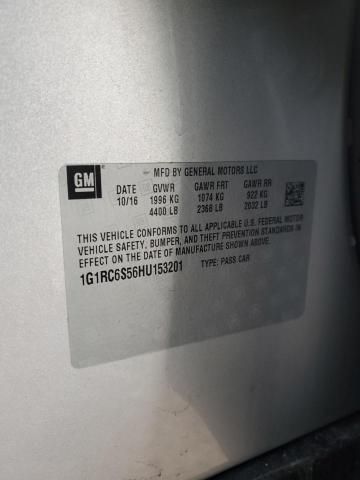 GM
MFD BY GENERAL MOTORS LLC
DATE GVWR GAWR FRT GAWR RR
10/16 1996 KG 1074 KG 922 KG
4400 LB 2368 LB 2032 LB
THIS VEHICLE CONFORMS TO ALL APPLICABLE U.S. FEDERAL MOTOR
VEHICLE SAFETY, BUMPER, AND THEFT PREVENTION STANDARDS IN
EFFECT ON THE DATE OF MANUFACTURE SHOWN ABOVE.
1G1RC6S56HU153201 TYPE: PASS CAR